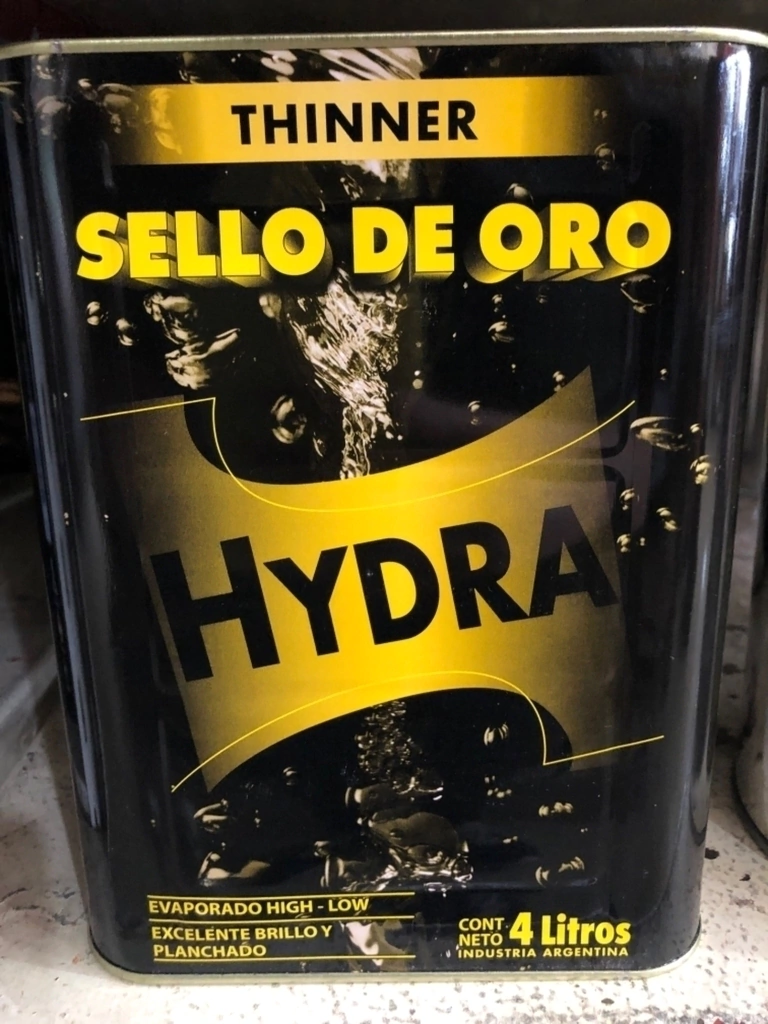 THINNER
SELLO DE ORO
HYDRA
EVAPORADO HIGH - LOW
EXCELENTE BRILLO Y
PLANCHADO
CONT
NETO 4 Litros
INDUSTRIA ARGENTINA